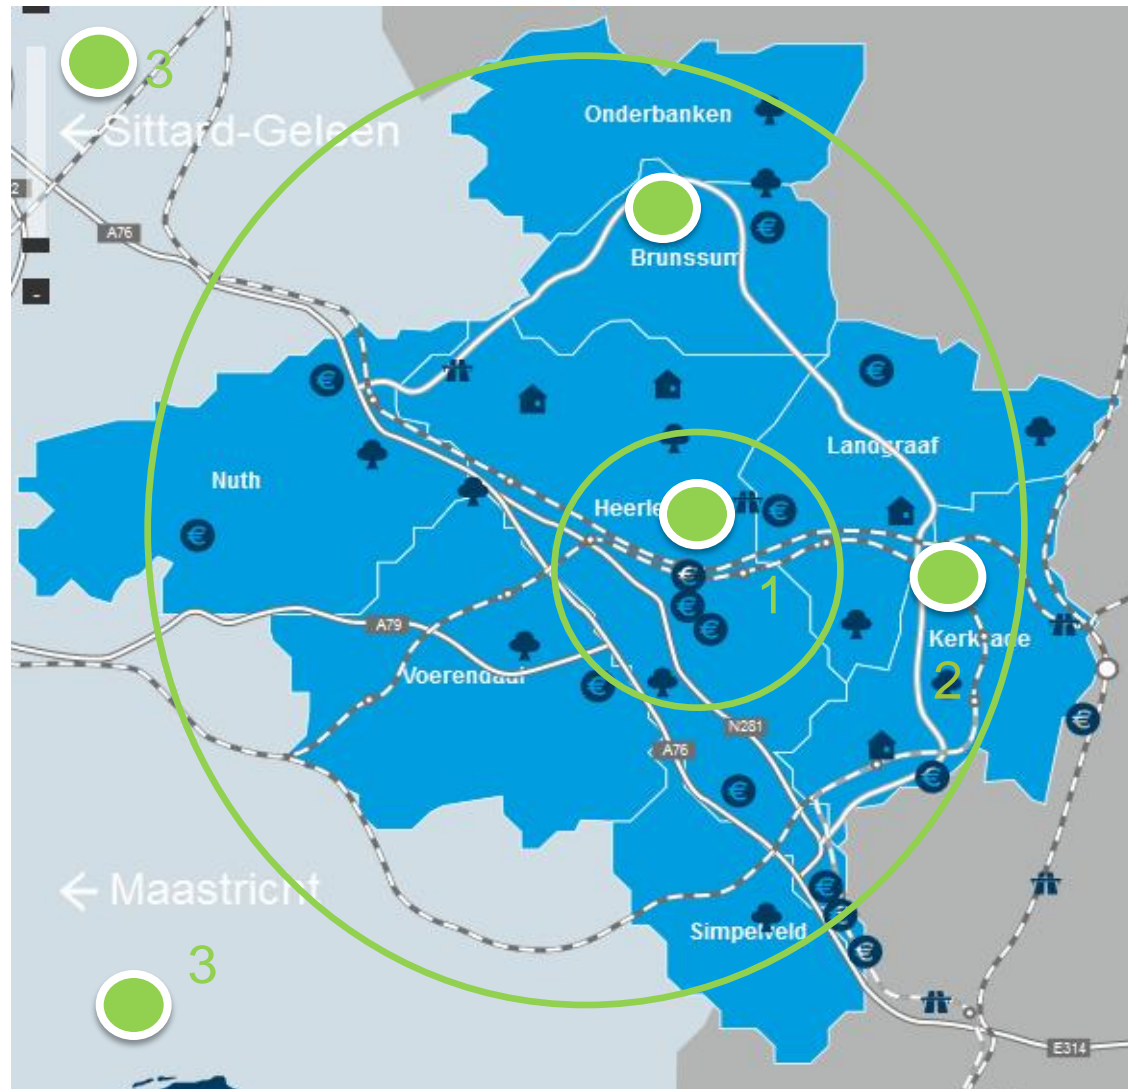 3
Onderbanken
← Sittard-Geleen
2
A76
Brunssum
€
€
€
Landgraaf
Nuth
Heerle
€
€
€
1
€
€
A79
Kerkrade
Voerendaal
€
2
€
N281
A76
€
€
€
← Maastricht
€
Simpelveld
€
3
E314